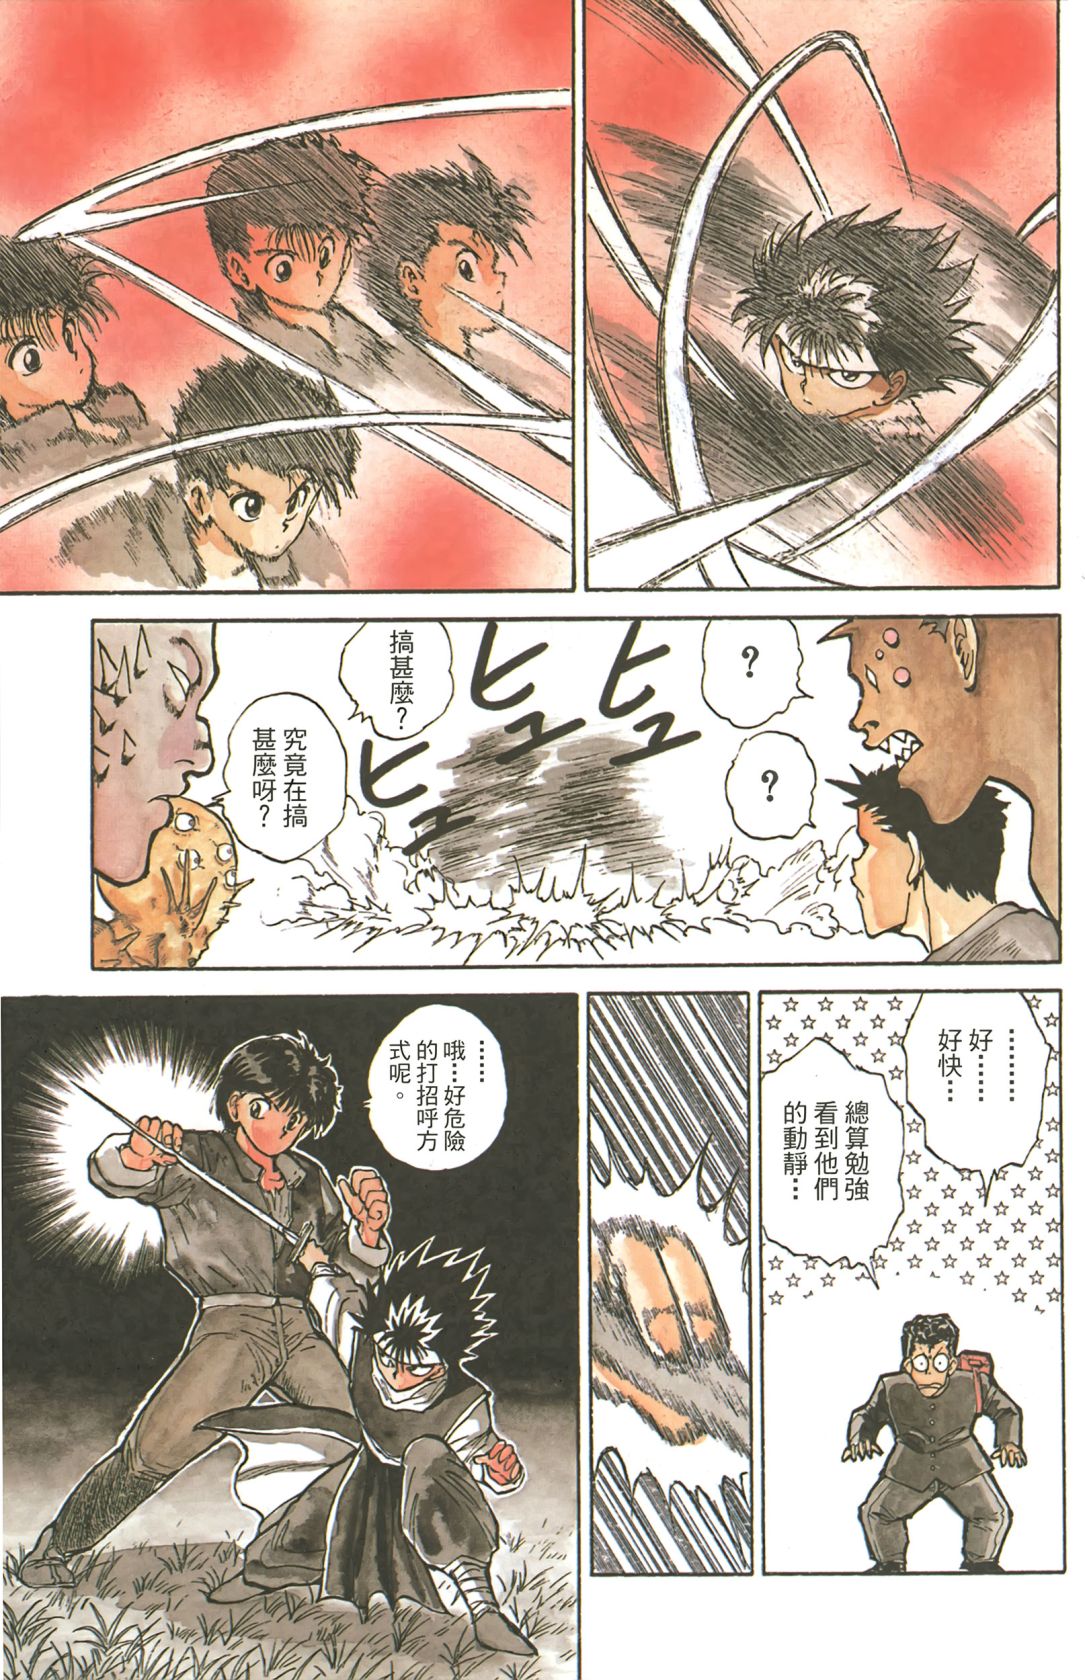 ?
?
ヒュ
ヒュ
ヒュ
搞甚麼?
究竟在搞
甚麼呀?
………
好……
好快…
總算勉強
看到他們
的動靜…
……
哦…好危險
的打招呼方
式呢。